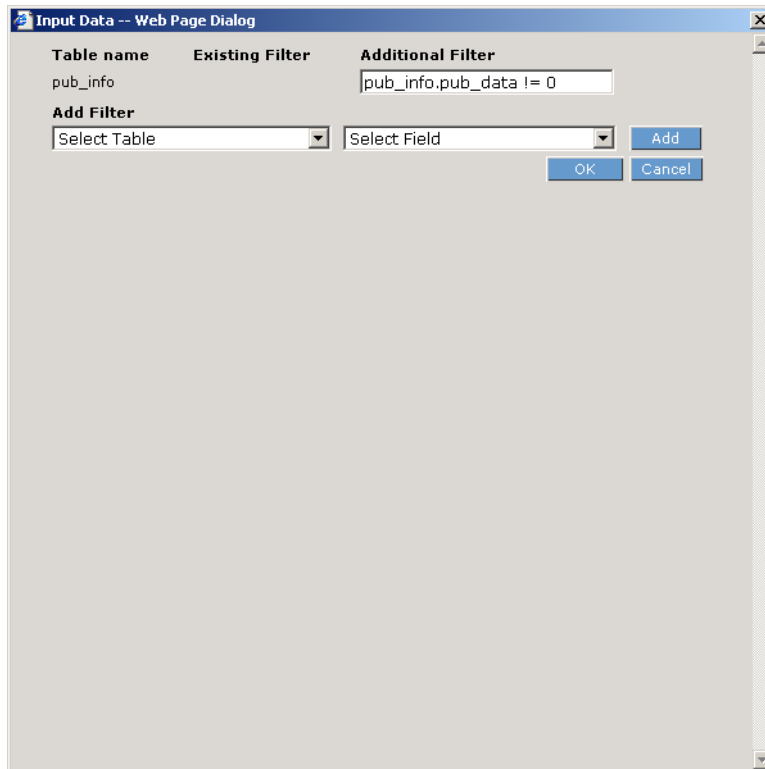 Input Data -- Web Page Dialog
Table name Existing Filter Additional Filter
pub_info pub_info.pub_data != 0
Add Filter
Select Table Select Field Add
OK Cancel